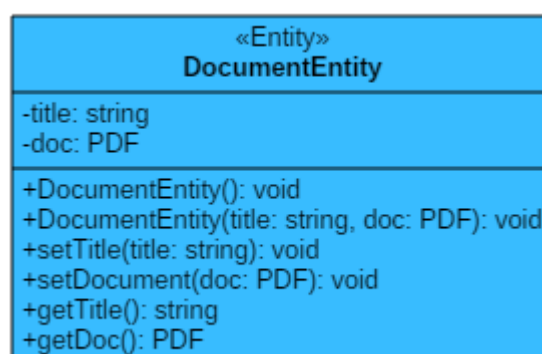 «Entity»
DocumentEntity
-title: string
-doc: PDF
+DocumentEntity(): void
+DocumentEntity(title: string, doc: PDF): void
+setTitle(title: string): void
+setDocument(doc: PDF): void
+getTitle(): string
+getDoc(): PDF